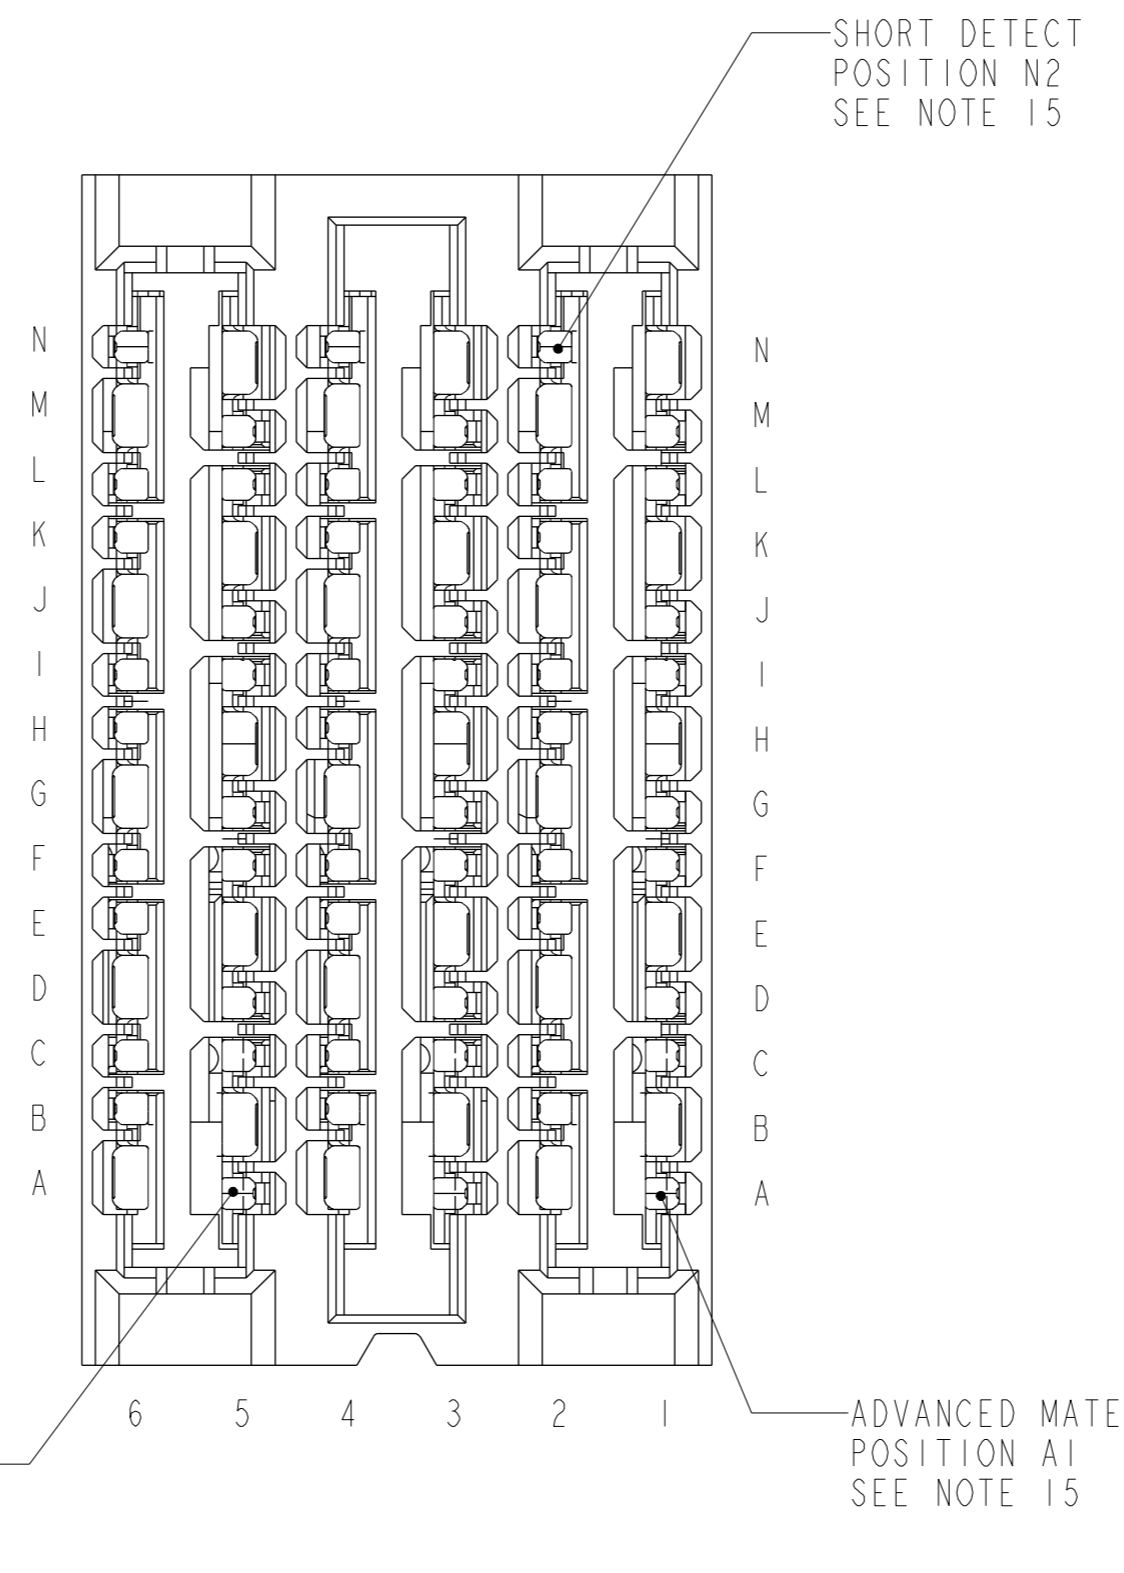 SHORT DETECT
POSITION N2
SEE NOTE 15
N
M
L
K
J
I
H
G
F
E
D
C
B
A
N
M
L
K
J
I
H
G
F
E
D
C
B
A
6 5 4 3 2 1
ADVANCED MATE
POSITION A1
SEE NOTE 15